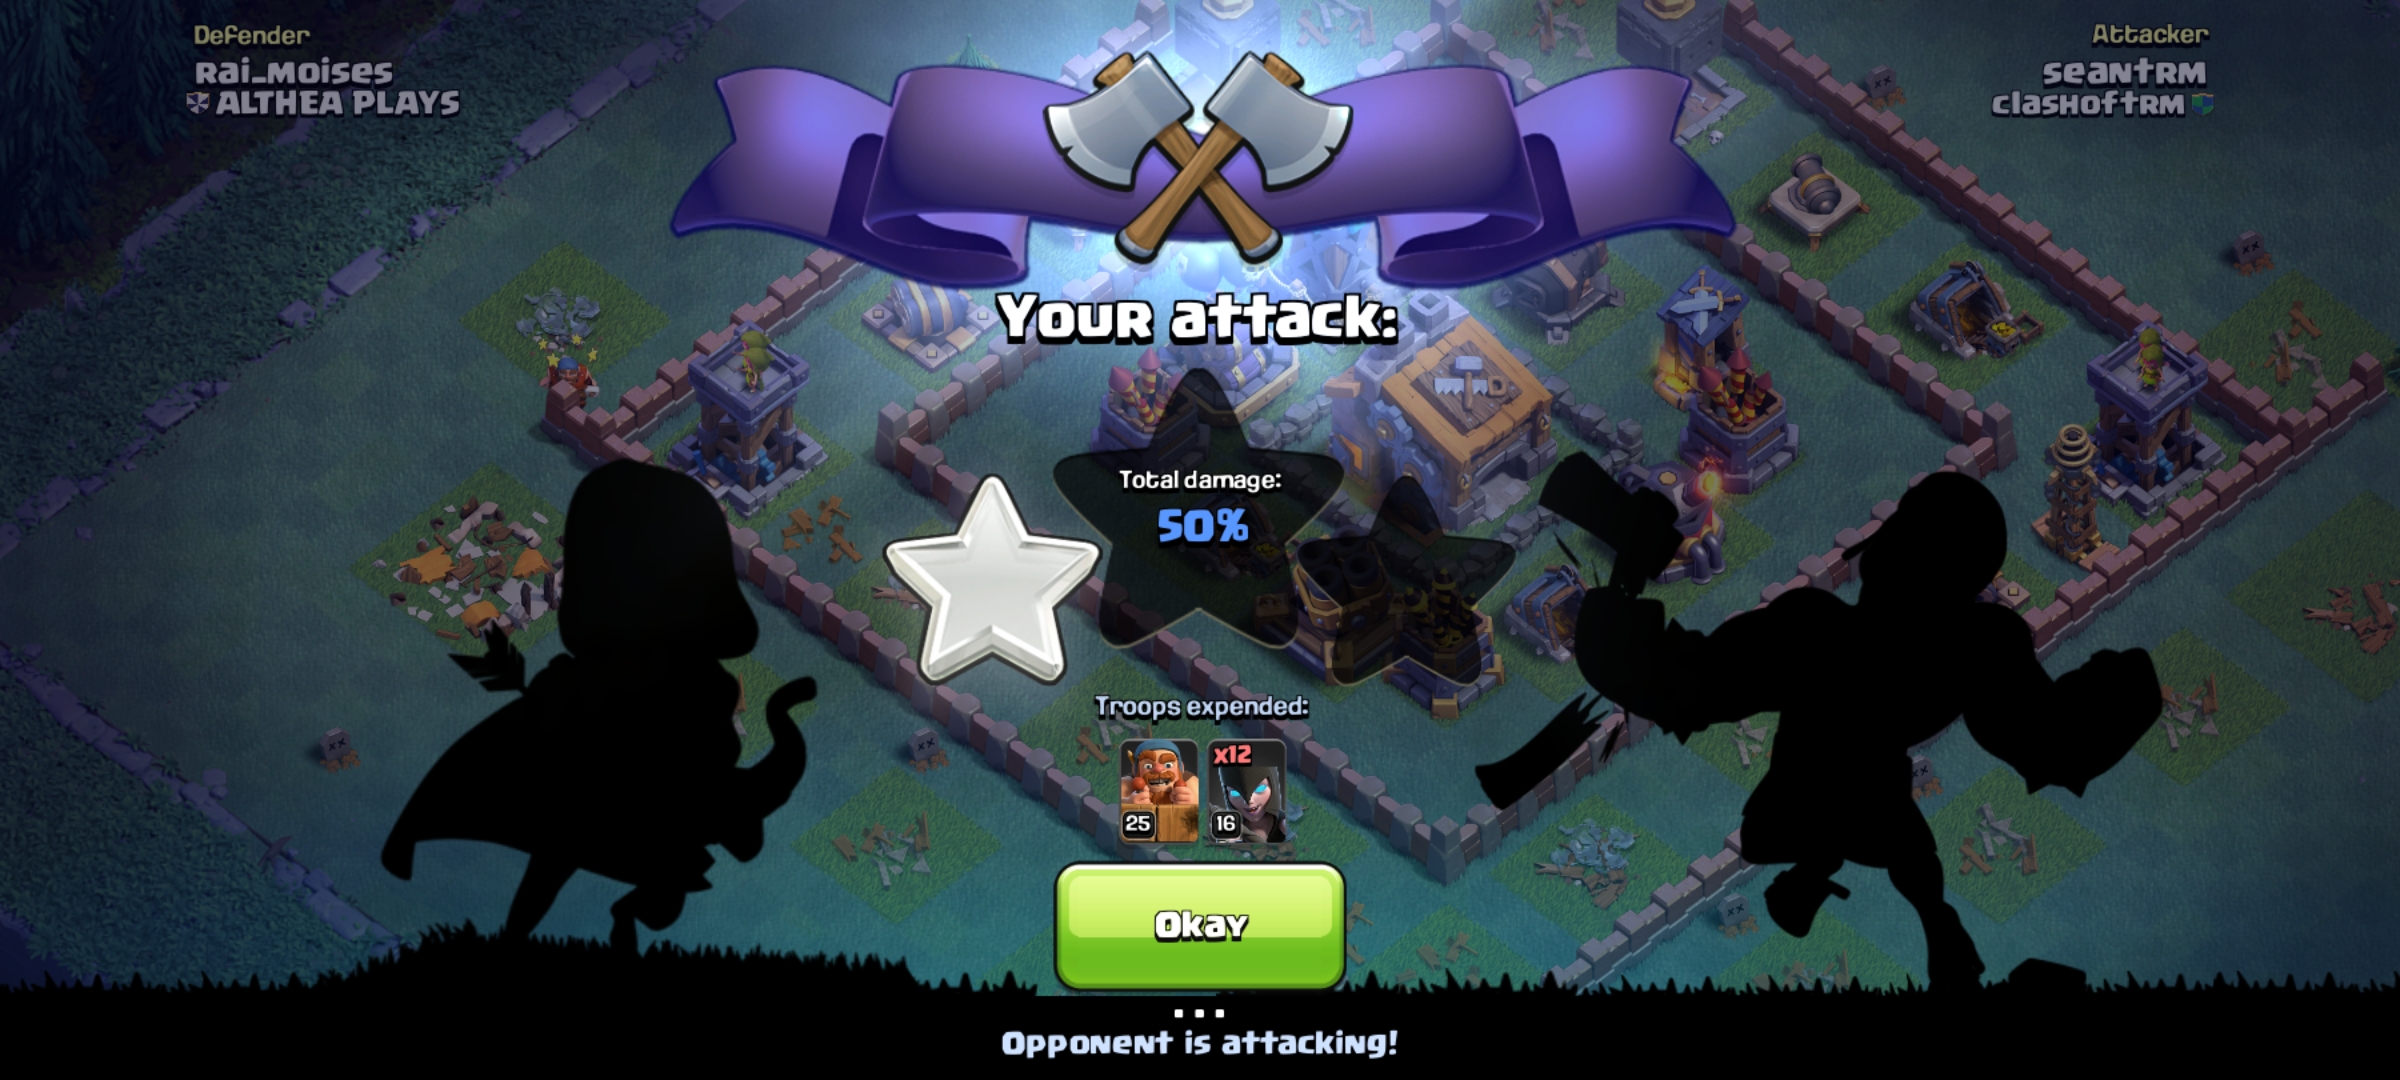 Defender
Rai_Moises
ALTHEA PLAYS
Attacker
seantRM
clashoftRM
Your attack:
Total damage:
50%
Troops expended:
25
x12
16
Okay
...
Opponent is attacking!